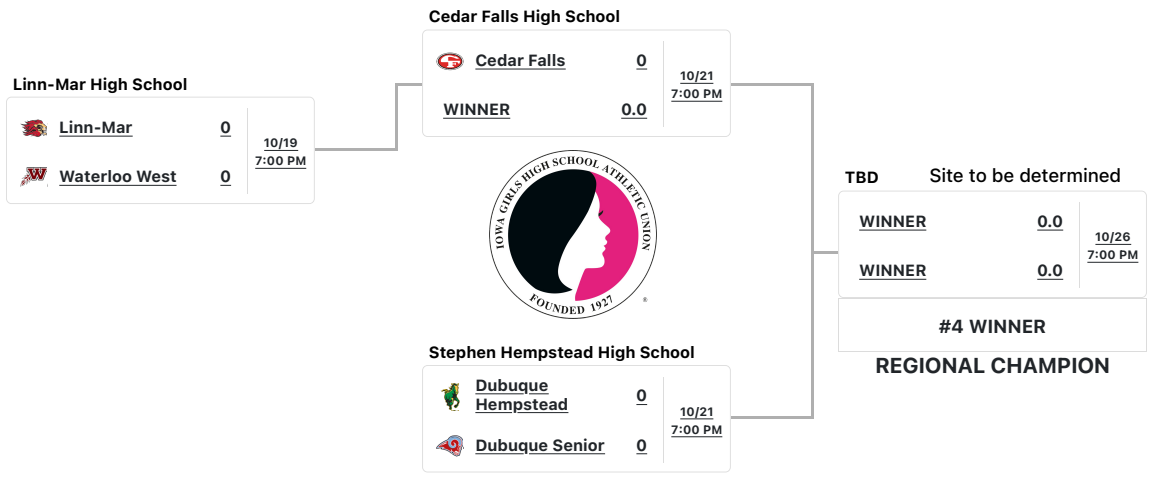 Cedar Falls High School
Cedar Falls 0
10/21
7:00 PM
WINNER 0.0
Linn-Mar High School
Linn-Mar 0
10/19
7:00 PM
Waterloo West 0
IOWA GIRLS HIGH SCHOOL ATHLETIC UNION
FOUNDED 1927
®
TBD Site to be determined
WINNER 0.0
10/26
7:00 PM
WINNER 0.0
#4 WINNER
REGIONAL CHAMPION
Stephen Hempstead High School
Dubuque
Hempstead 0
10/21
7:00 PM
Dubuque Senior 0
W